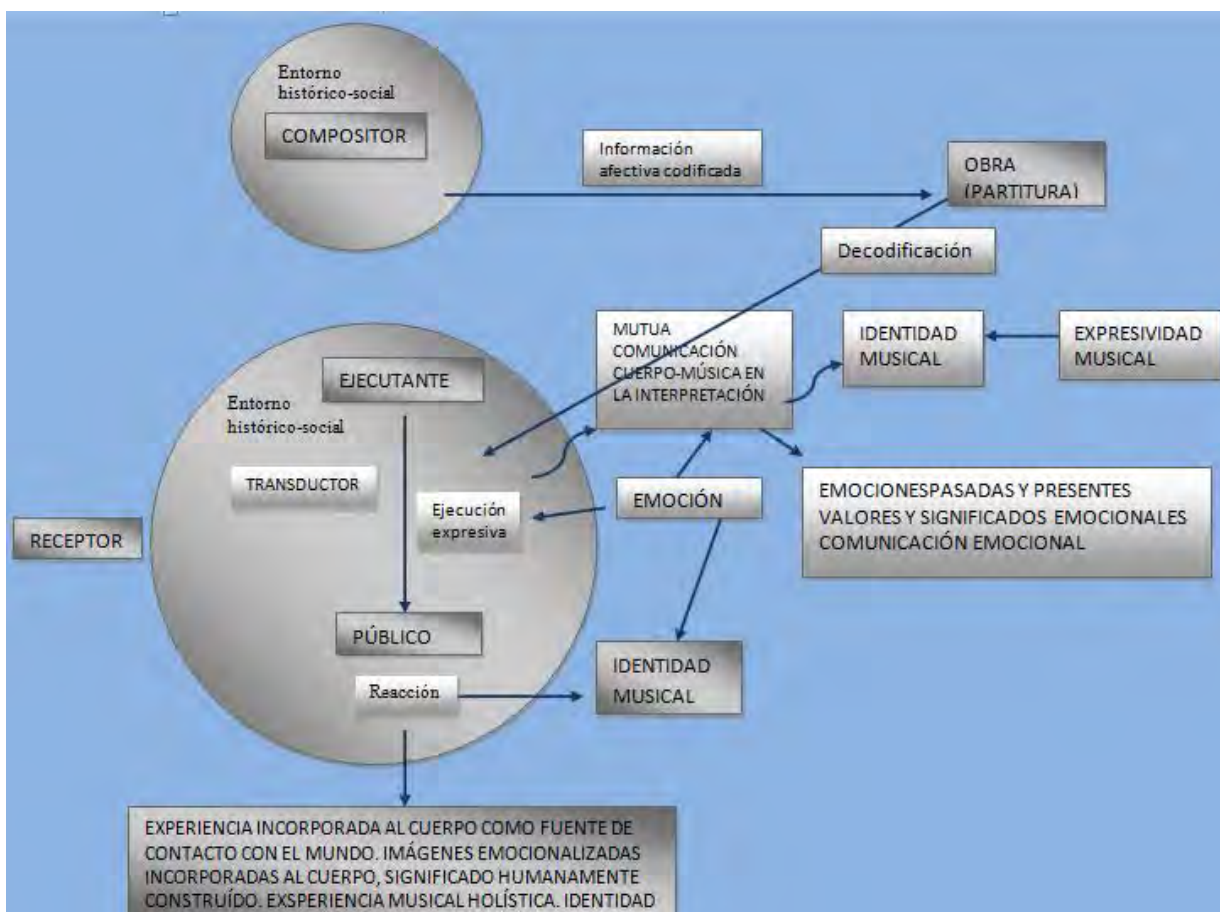 Entorno
histórico-social
COMPOSITOR
Información
afectiva codificada
OBRA
(PARTITURA)
Decodificación
MUTUA
COMUNICACIÓN
CUERPO-MÚSICA EN
LA INTERPRETACIÓN
IDENTIDAD
MUSICAL
EXPRESIVIDAD
MUSICAL
EJECUTANTE
Entorno
histórico-social
TRANSDUCTOR
Ejecución
expresiva
EMOCIÓN
EMOCIONESPASADAS Y PRESENTES
VALORES Y SIGNIFICADOS EMOCIONALES
COMUNICACIÓN EMOCIONAL
RECEPTOR
PÚBLICO
Reacción
IDENTIDAD
MUSICAL
EXPERIENCIA INCORPORADA AL CUERPO COMO FUENTE DE
CONTACTO CON EL MUNDO. IMÁGENES EMOCIONALIZADAS
INCORPORADAS AL CUERPO, SIGNIFICADO HUMANAMENTE
CONSTRUÍDO. EXSPERIENCIA MUSICAL HOLÍSTICA. IDENTIDAD